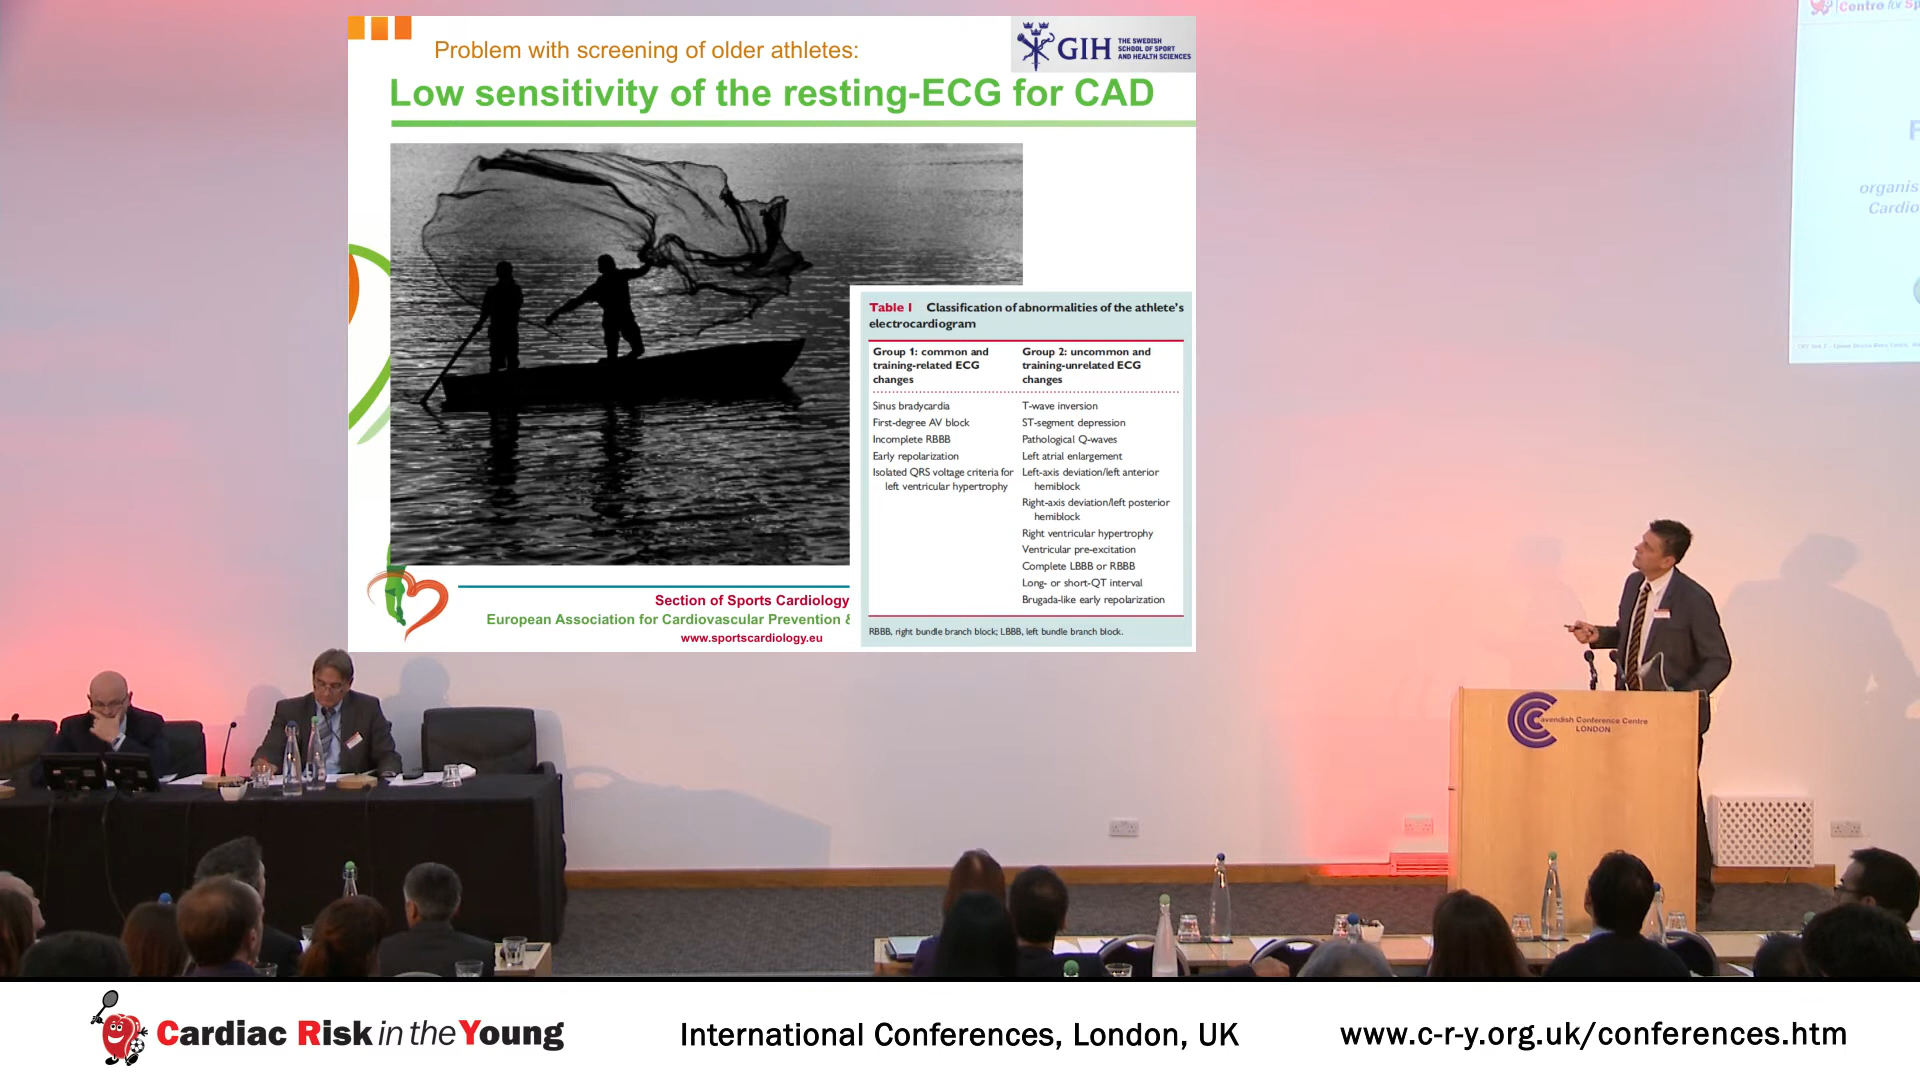 Problem with screening of older athletes:
GIH THE SWEDISH
SCHOOL OF SPORT
AND HEALTH SCIENCES
Low sensitivity of the resting-ECG for CAD
Table 1 Classification of abnormalities of the athlete's
electrocardiogram
Group 1: common and
training-related ECG
changes
Sinus bradycardia
First-degree AV block
Incomplete RBBB
Early repolarization
Isolated QRS voltage criteria for
left ventricular hypertrophy
Group 2: uncommon and
training-unrelated ECG
changes
T-wave inversion
ST-segment depression
Pathological Q-waves
Left atrial enlargement
Left-axis deviation/left anterior
hemiblock
Right-axis deviation/left posterior
hemiblock
Right ventricular hypertrophy
Ventricular pre-excitation
Complete LBBB or RBBB
Long- or short-QT interval
Brugada-like early repolarization
RBBB, right bundle branch block; LBBB, left bundle branch block.
Section of Sports Cardiology
European Association for Cardiovascular Prevention &
www.sportscardiology.eu
Centre for Sp
F
organis
Cardio
Cavendish Conference Centre
LONDON
Cardiac Risk in the Young
International Conferences, London, UK
www.c-r-y.org.uk/conferences.htm